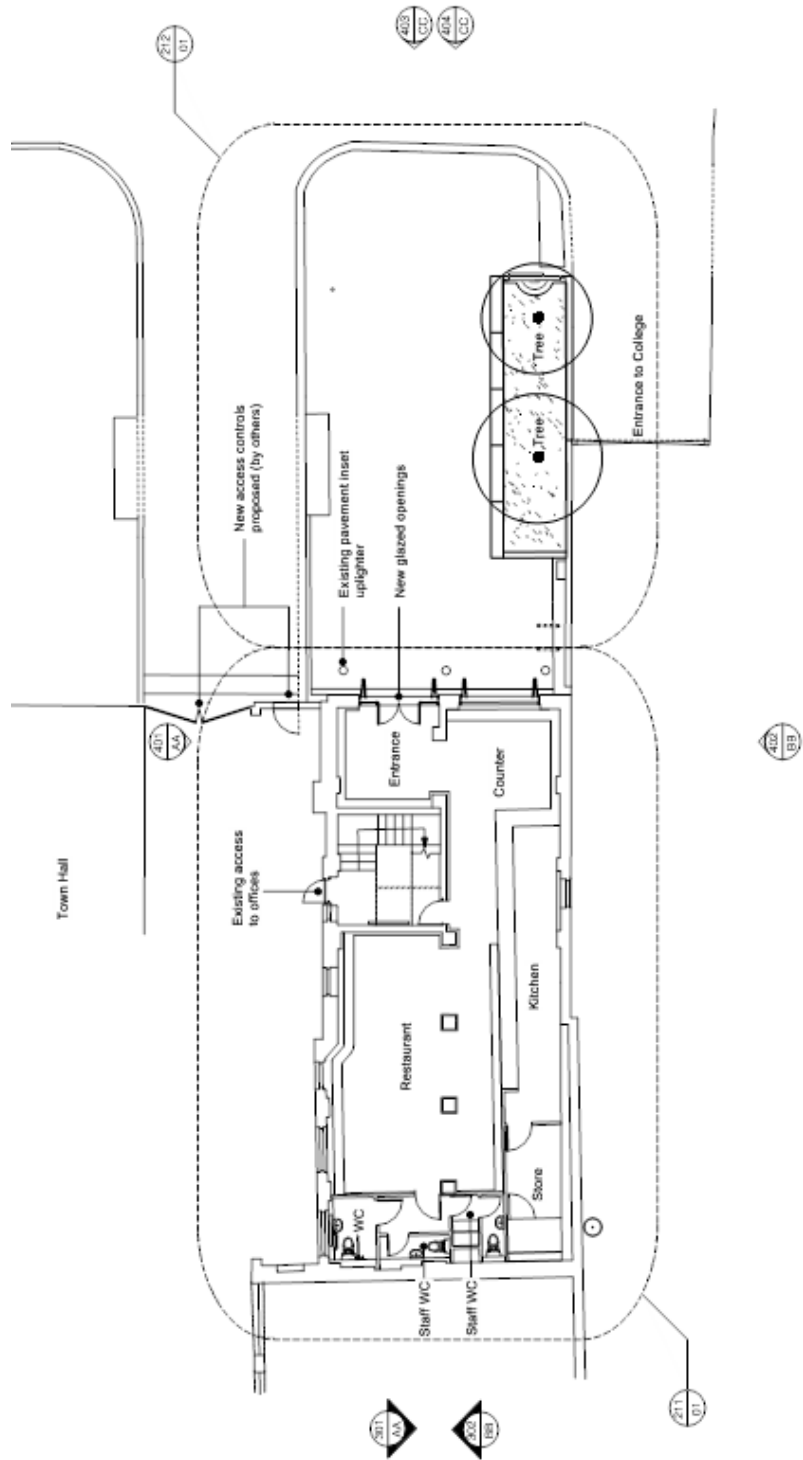 212
01
403
CC
404
CC
New access controls
proposed (by others)
Existing pavement inset
uplighter
New glazed openings
Tree
Tree
Entrance to College
401
AA
402
BB
Town Hall
Existing access
to offices
Entrance
Counter
Restaurant
Kitchen
Store
WC
Staff WC
Staff WC
301
AA
302
BB
211
01